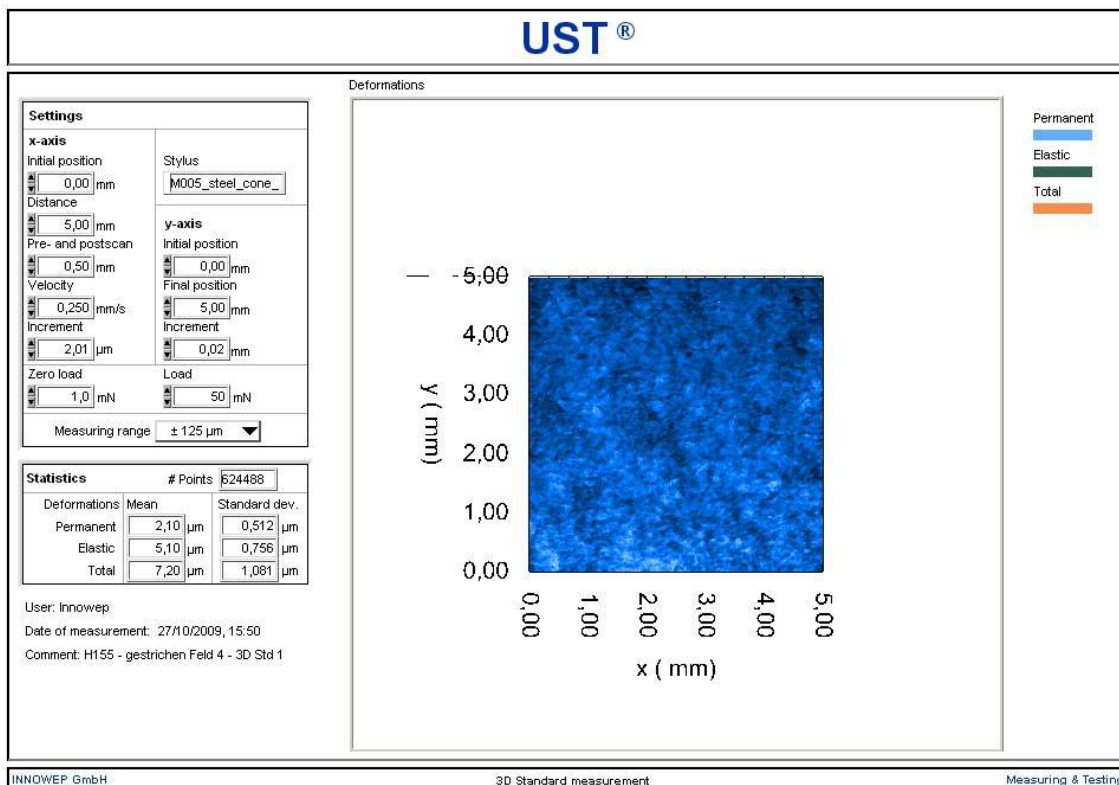 UST ®
Deformations
Settings
x-axis
Initial position
0,00 mm
Distance
5,00 mm
Pre- and postscan
0,50 mm
Velocity
0,250 mm/s
Increment
2,01 µm
Stylus
M005_steel_cone_
y-axis
Initial position
0,00 mm
Final position
5,00 mm
Increment
0,02 mm
Zero load
1,0 mN
Load
50 mN
Measuring range ± 125 µm
Statistics # Points 624488
Deformations Mean Standard dev.
Permanent 2,10 µm 0,512 µm
Elastic 5,10 µm 0,756 µm
Total 7,20 µm 1,081 µm
User: Innowep
Date of measurement: 27/10/2009, 15:50
Comment: H155 - gestrichen Feld 4 - 3D Std 1
5,00
4,00
3,00
2,00
1,00
0,00
y ( mm)
0,00 1,00 2,00 3,00 4,00 5,00
x ( mm)
Permanent
Elastic
Total
INNOWEP GmbH 3D Standard measurement Measuring & Testing